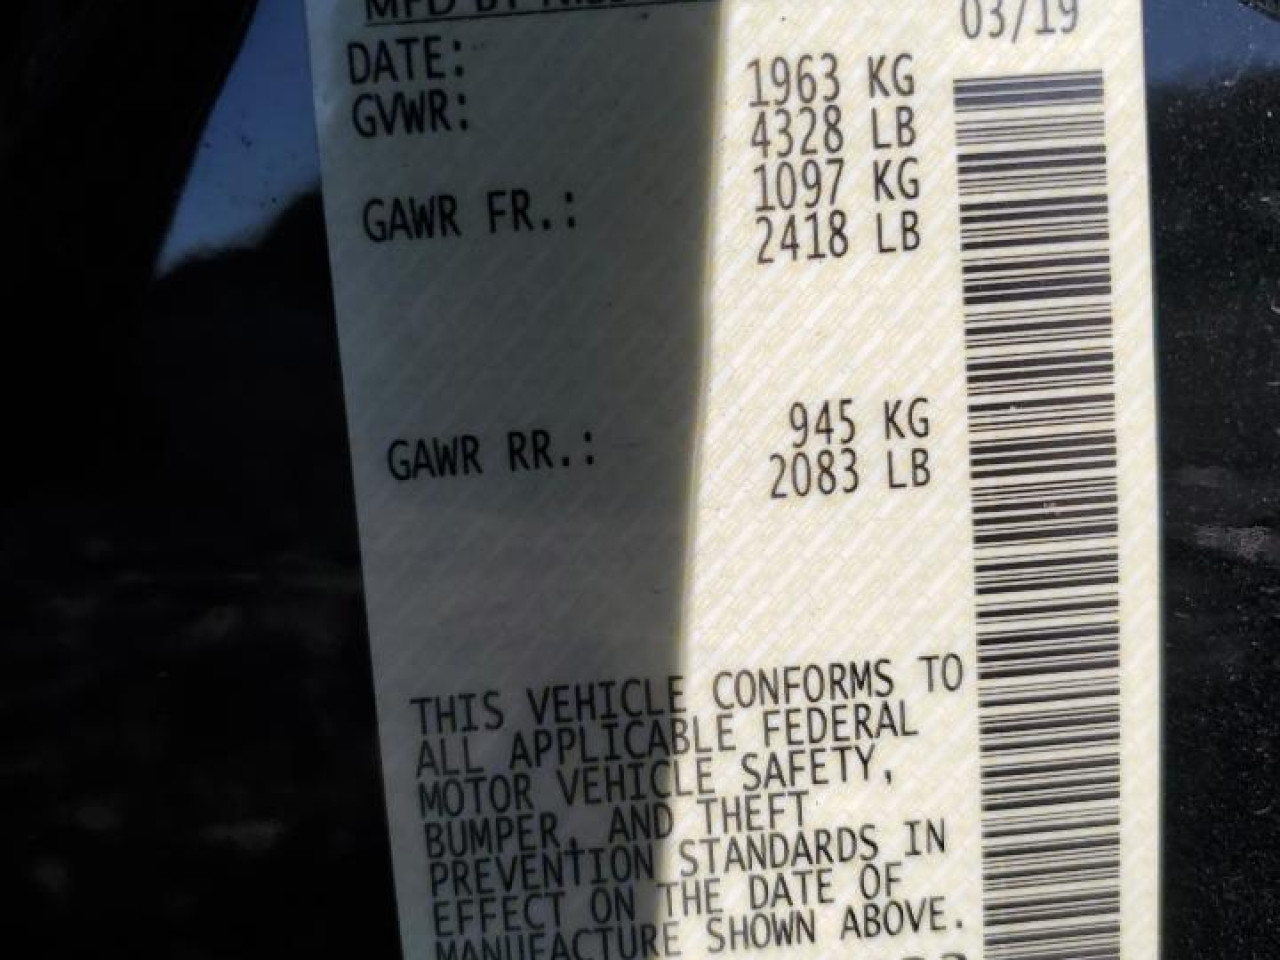 MFD BY
03/19
DATE:
GVWR: 1963 KG
4328 LB
GAWR FR.: 1097 KG
2418 LB
GAWR RR.: 945 KG
2083 LB
THIS VEHICLE CONFORMS TO
ALL APPLICABLE FEDERAL
MOTOR VEHICLE SAFETY,
BUMPER, AND THEFT
PREVENTION STANDARDS IN
EFFECT ON THE DATE OF
MANUFACTURE SHOWN ABOVE.